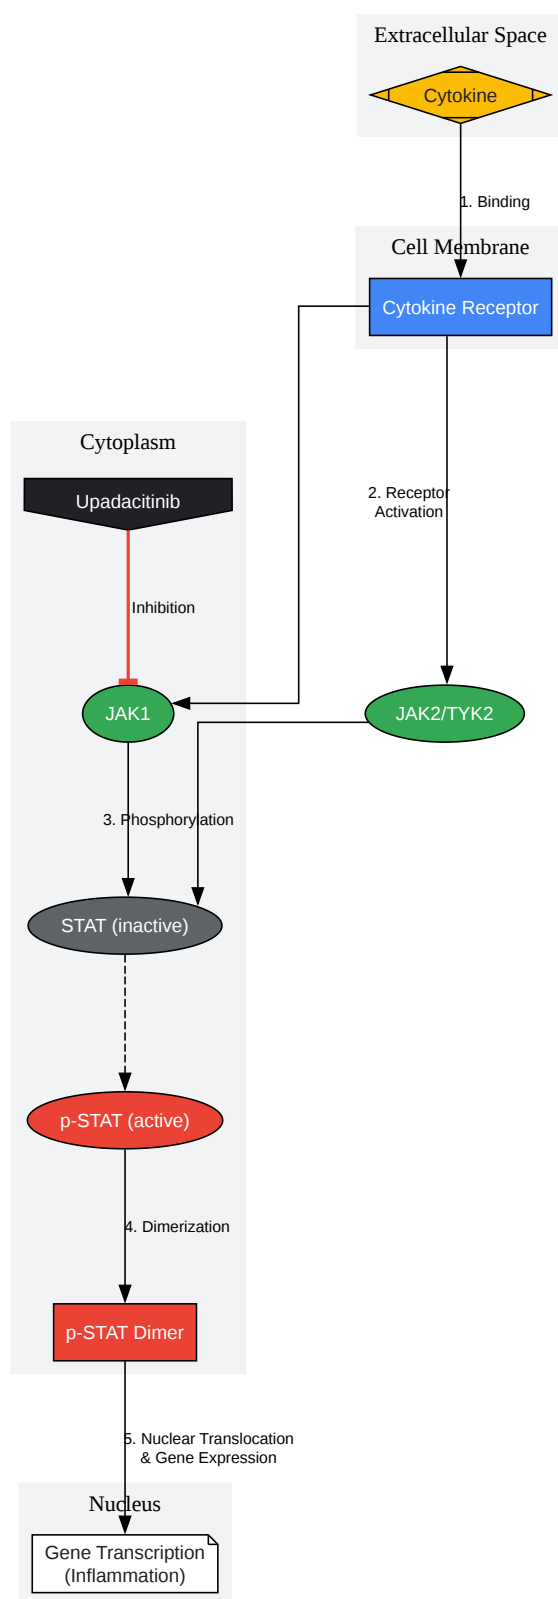 Extracellular Space
Cytokine
1. Binding
Cell Membrane
Cytokine Receptor
Cytoplasm
Upadacitinib
2. Receptor
Activation
Inhibition
JAK1
JAK2/TYK2
3. Phosphorylation
STAT (inactive)
p-STAT (active)
4. Dimerization
p-STAT Dimer
5. Nuclear Translocation
& Gene Expression
Nucleus
Gene Transcription
(Inflammation)